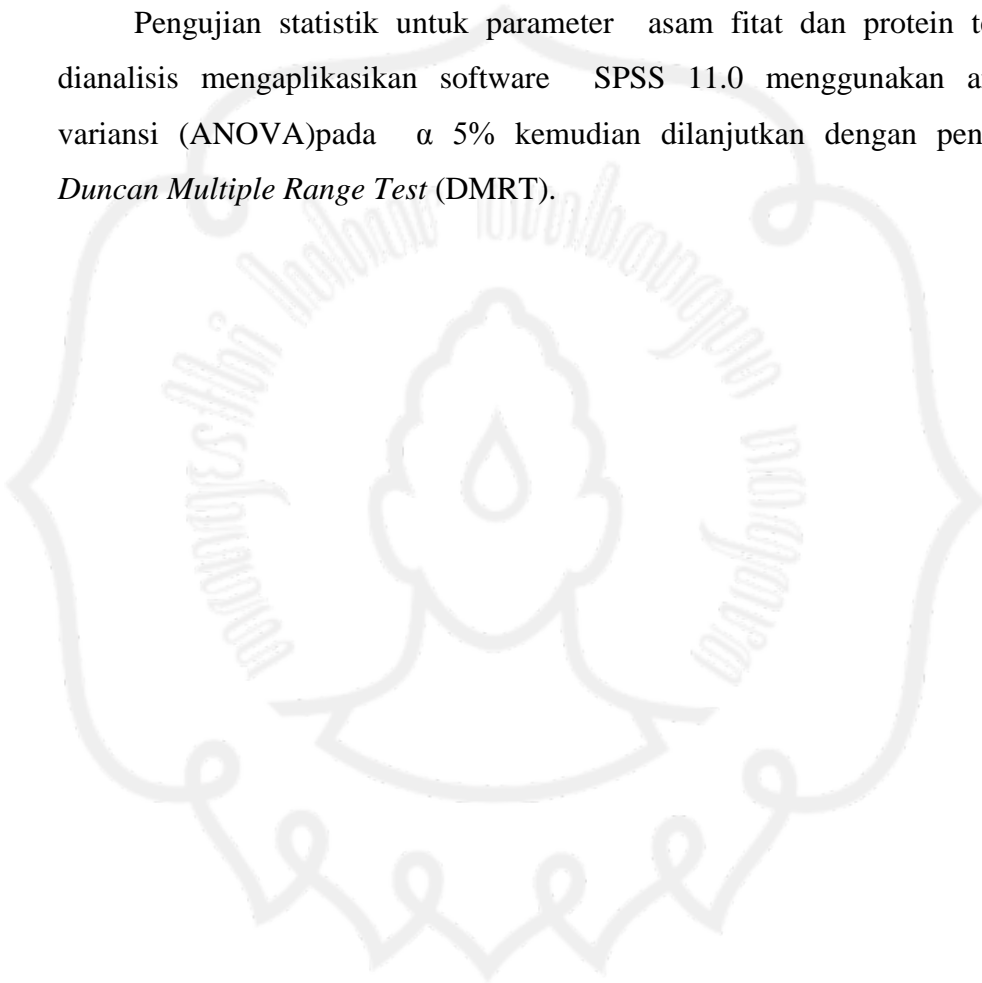 Pengujian statistik untuk parameter asam fitat dan protein
dianalisis mengaplikasikan software SPSS 11.0 menggunakan
variansi (ANOVA)pada α 5% kemudian dilanjutkan dengan
Duncan Multiple Range Test (DMRT).